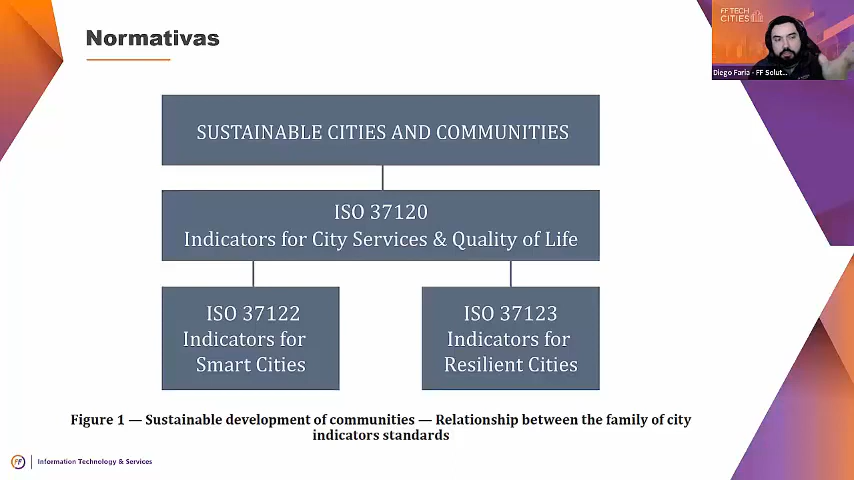 Normativas
FF TECH
CITIES
Diego Faria - FF Solut...
SUSTAINABLE CITIES AND COMMUNITIES
ISO 37120
Indicators for City Services & Quality of Life
ISO 37122
Indicators for
Smart Cities
ISO 37123
Indicators for
Resilient Cities
Figure 1 — Sustainable development of communities — Relationship between the family of city
indicators standards
FF
Information Technology & Services